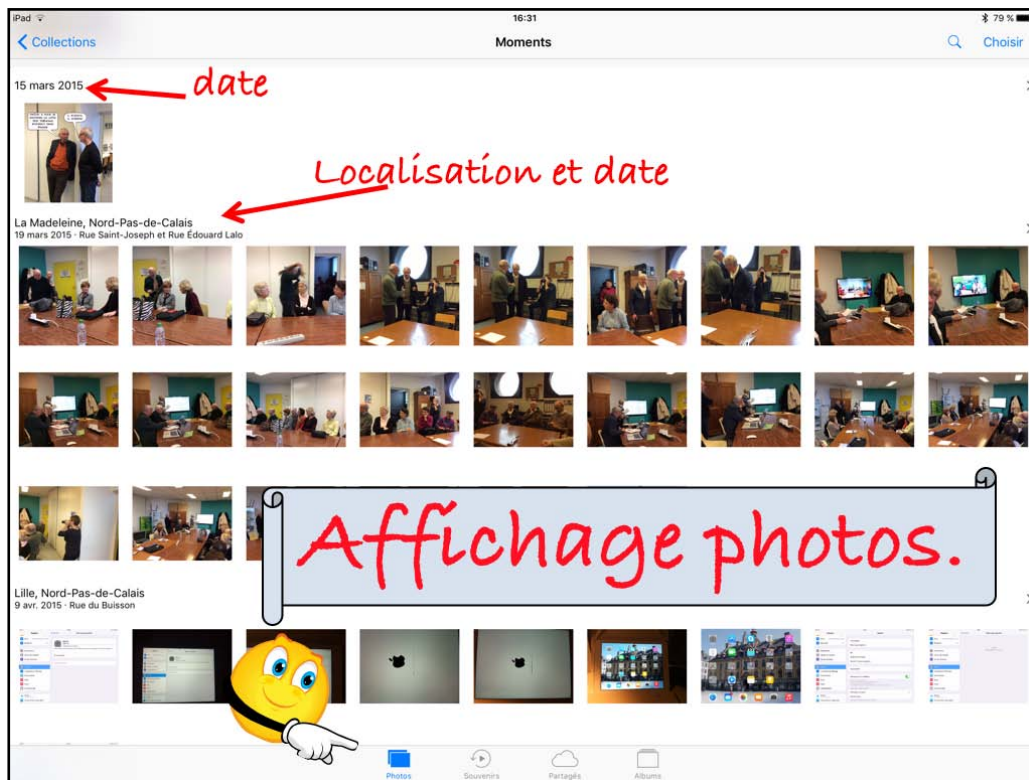 iPad 16:31 79 %
Collections Moments Choisir
15 mars 2015
date
Localisation et date
La Madeleine, Nord-Pas-de-Calais
19 mars 2015 · Rue Saint-Joseph et Rue Édouard Lalo
Affichage photos.
Lille, Nord-Pas-de-Calais
9 avr. 2015 · Rue du Buisson
Photos Souvenirs Partagés Albums